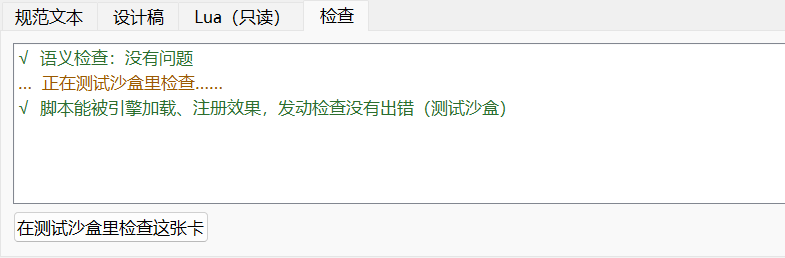 规范文本 设计稿 Lua（只读） 检查
√ 语义检查：没有问题
… 正在测试沙盒里检查……
√ 脚本能被引擎加载、注册效果，发动检查没有出错（测试沙盒）
在测试沙盒里检查这张卡